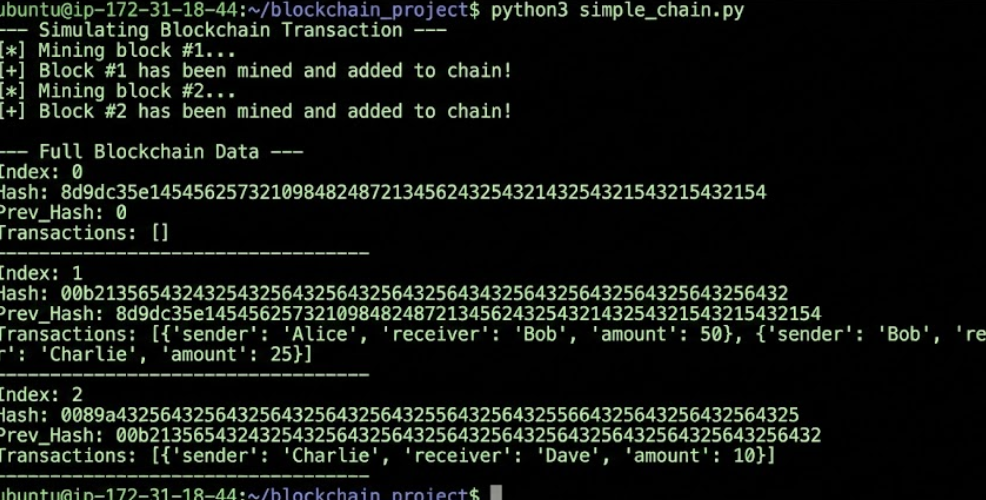 ubuntu@ip-172-31-18-44:~/blockchain_project$ python3 simple_chain.py
--- Simulating Blockchain Transaction ---
[*] Mining block #1...
[+] Block #1 has been mined and added to chain!
[*] Mining block #2...
[+] Block #2 has been mined and added to chain!
--- Full Blockchain Data ---
Index: 0
Hash: 8d9dc35e1454562573210984824872134562432543214325432154321543215432154
Prev_Hash: 0
Transactions: []
------------------------------------
Index: 1
Hash: 00b2135654324325432564325643256432564343256432564325643256432564325643256432
Prev_Hash: 8d9dc35e1454562573210984824872134562432543214325432154321543215432154
Transactions: [{'sender': 'Alice', 'receiver': 'Bob', 'amount': 50}, {'sender': 'Bob', 're
r': 'Charlie', 'amount': 25}]
------------------------------------
Index: 2
Hash: 0089a432564325643256432564325643255643256432556643256432564325643256432564325
Prev_Hash: 00b2135654324325432564325643256432564343256432564325643256432564325643256432
Transactions: [{'sender': 'Charlie', 'receiver': 'Dave', 'amount': 10}]
------------------------------------
ubuntu@ip-172-31-18-44:~/blockchain_project$